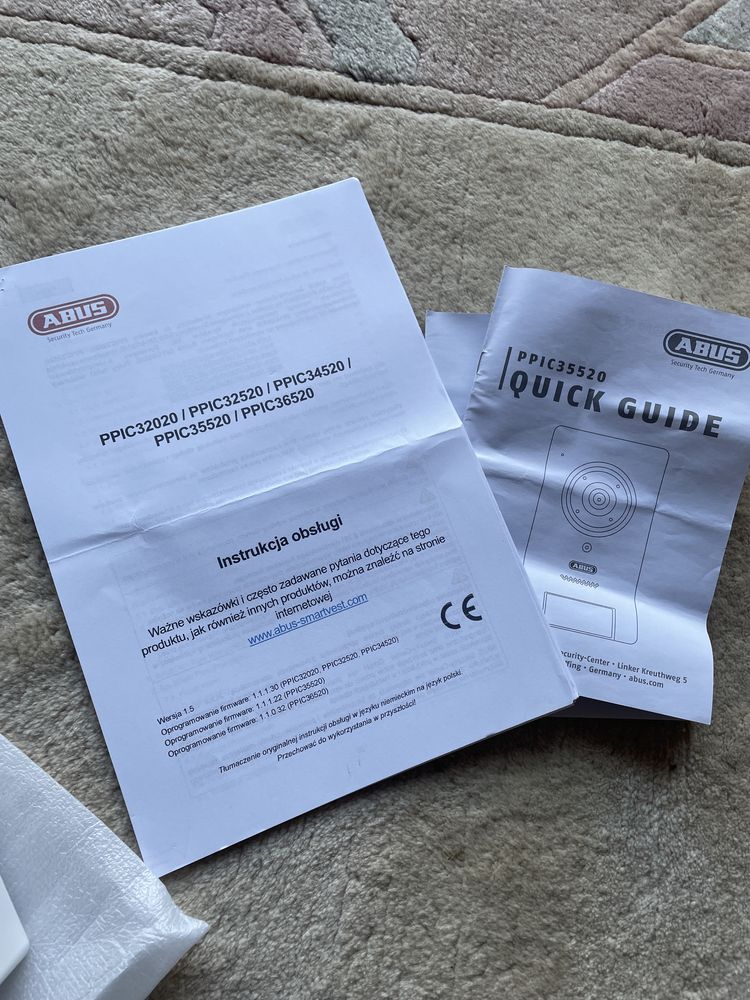 ABUS
Security Tech Germany
PPIC32020 / PPIC32520 / PPIC34520 /
PPIC35520 / PPIC36520
Instrukcja obsługi
Ważne wskazówki i często zadawane pytania dotyczące tego
produktu, jak również innych produktów, można znaleźć na stronie
internetowej
www.abus-smartvest.com
CE
Wersja 1.5
Oprogramowanie firmware: 1.1.1.30 (PPIC32020, PPIC32520, PPIC34520)
Oprogramowanie firmware: 1.1.1.22 (PPIC35520)
Oprogramowanie firmware: 1.1.0.32 (PPIC36520)
Tłumaczenie oryginalnej instrukcji obsługi w języku niemieckim na język polski.
Przechować do wykorzystania w przyszłości!
ABUS
Security Tech Germany
PPIC35520
QUICK GUIDE
ABUS
Linker Kreuthweg 5
Germany • abus.com